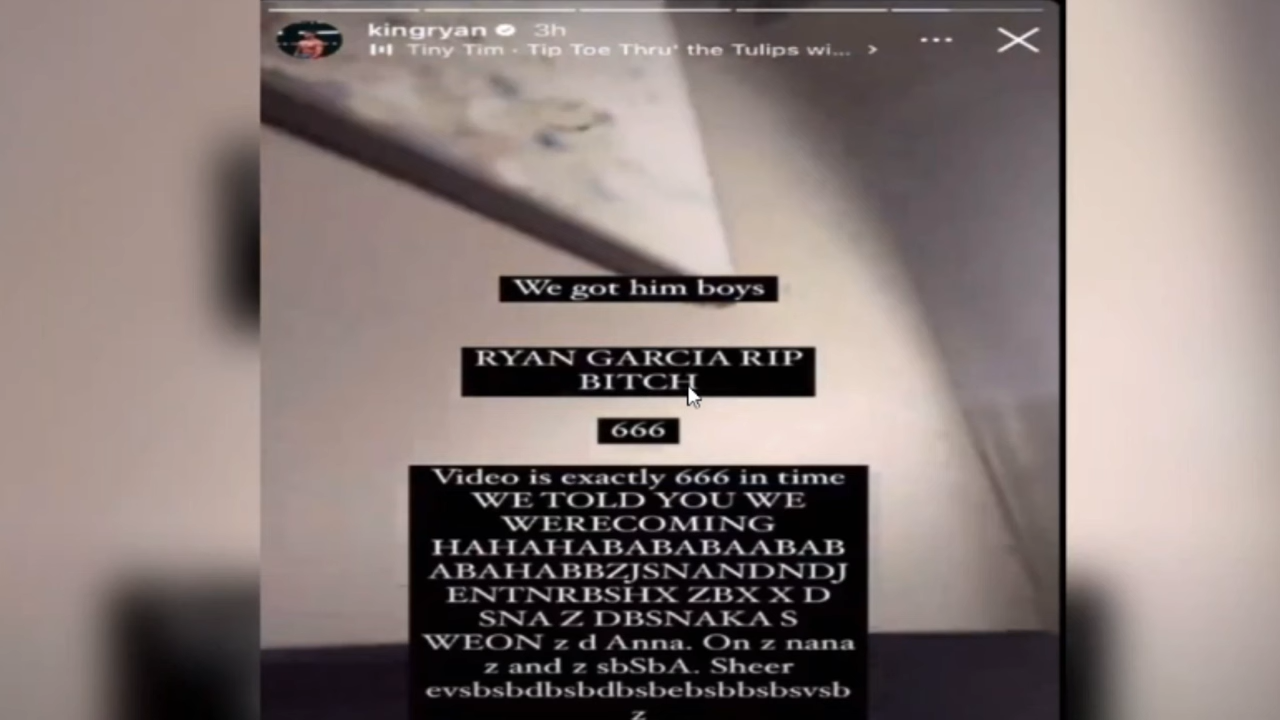 kingryan 3h
Tiny Tim · Tip Toe Thru' the Tulips wi...
We got him boys
RYAN GARCIA RIP
BITCH
666
Video is exactly 666 in time
WE TOLD YOU WE
WERECOMING
HAHAHABABABAABAB
ABAHABBZJSNANDNDJ
ENTNRBSHX ZBX X D
SNA Z DBSNAKA S
WEON z d Anna. On z nana
z and z sbSbA. Sheer
evsbsbdbsbdbsbebsbbsbsvsb
z